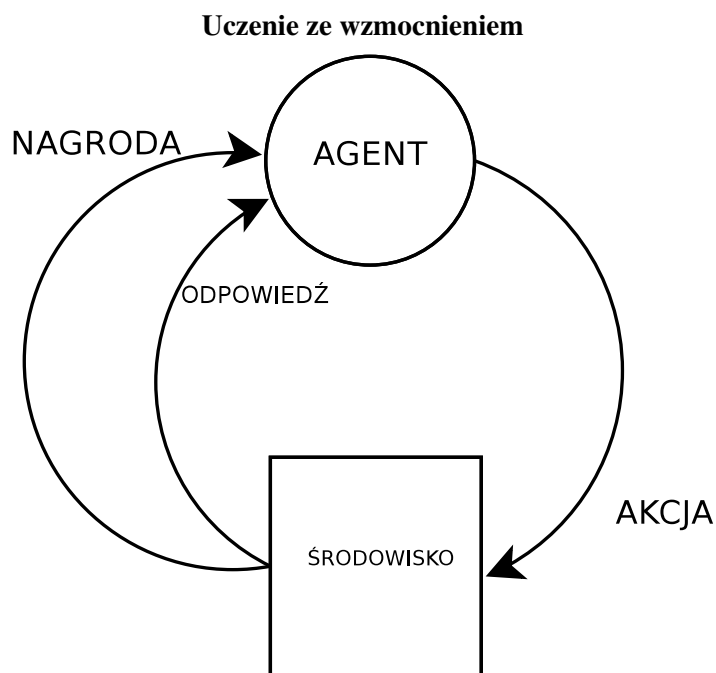 Uczenie ze wzmocnieniem
NAGRODA
AGENT
ODPOWIEDŹ
AKCJA
ŚRODOWISKO